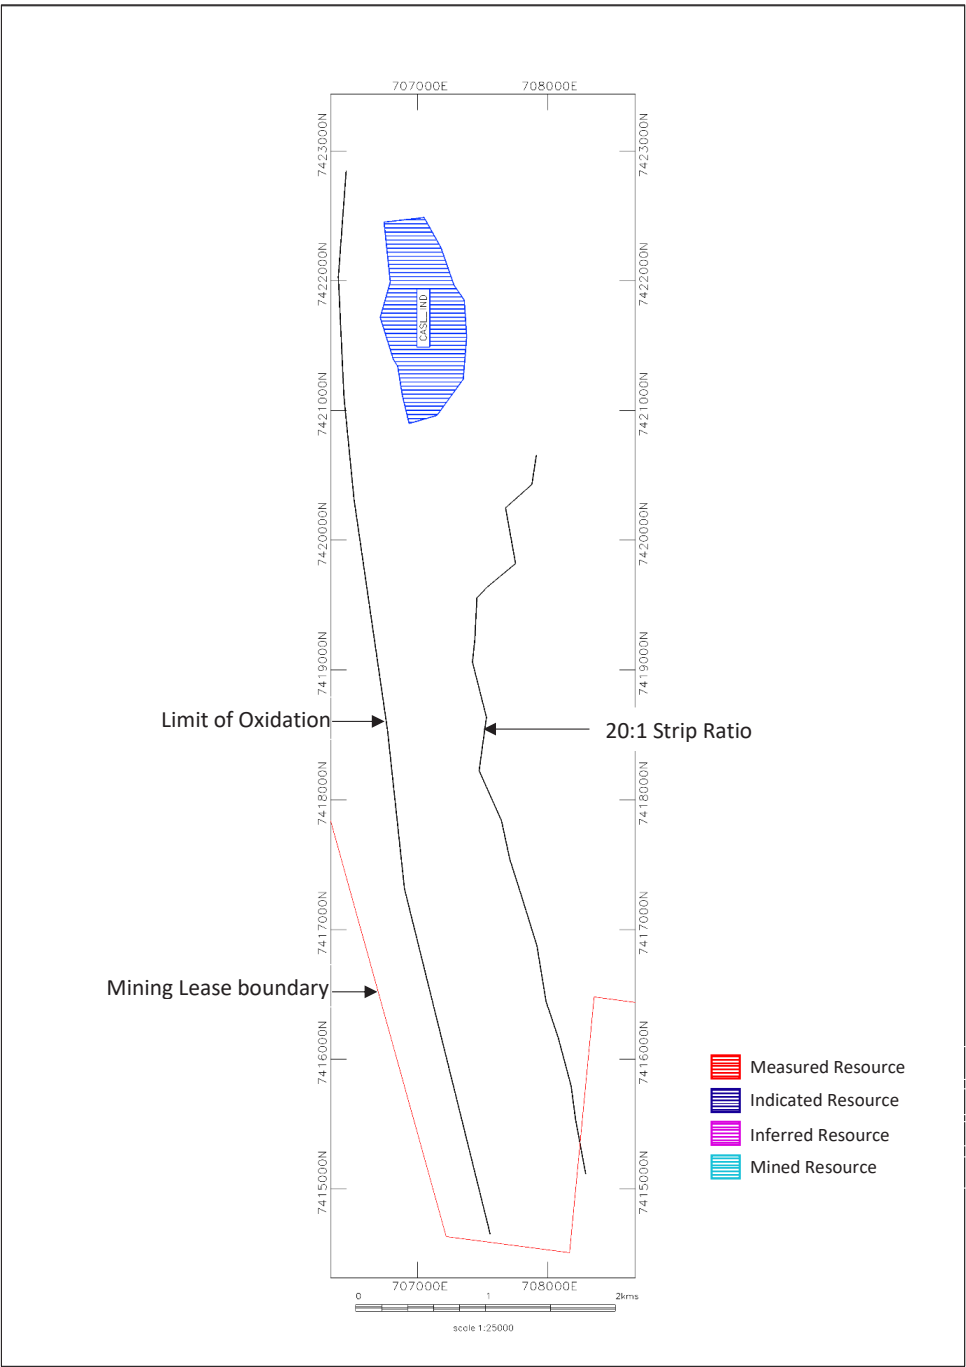 707000E 708000E
7423000N 7423000N
7422000N 7422000N
CASL_IND
7421000N 7421000N
7420000N 7420000N
7419000N 7419000N
Limit of Oxidation
20:1 Strip Ratio
7418000N 7418000N
7417000N 7417000N
Mining Lease boundary
7416000N 7416000N
Measured Resource
Indicated Resource
Inferred Resource
Mined Resource
7415000N 7415000N
707000E 708000E
0 1 2kms
scale 1:25000